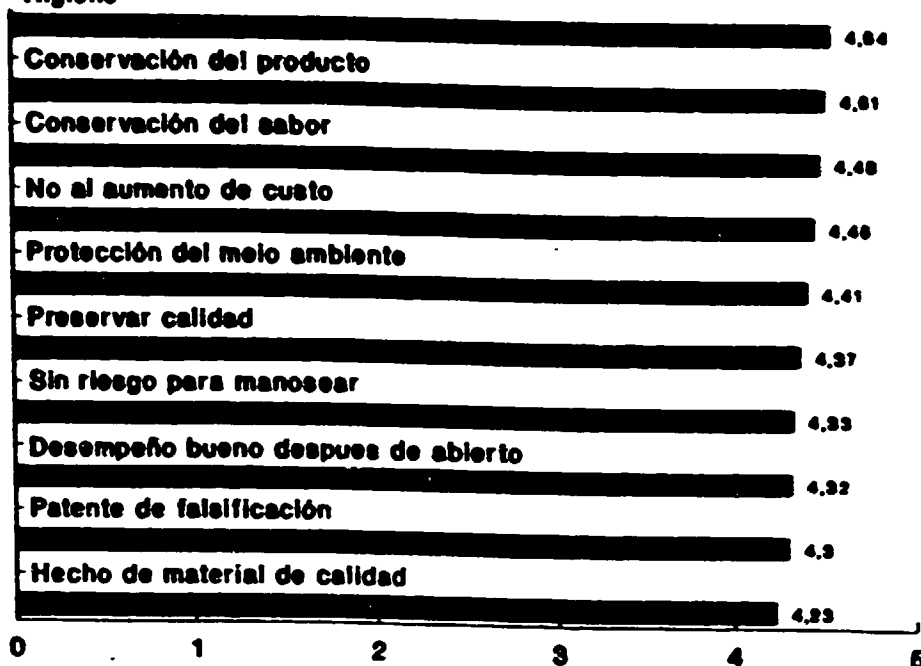 Higiene
4,54
Conservación del producto
4,51
Conservación del sabor
4,48
No al aumento de custo
4,46
Protección del meio ambiente
4,41
Preservar calidad
4,37
Sin riesgo para manosear
4,33
Desempeño bueno despues de abierto
4,32
Patente de falsificación
4,3
Hecho de material de calidad
4,23
0 1 2 3 4 5